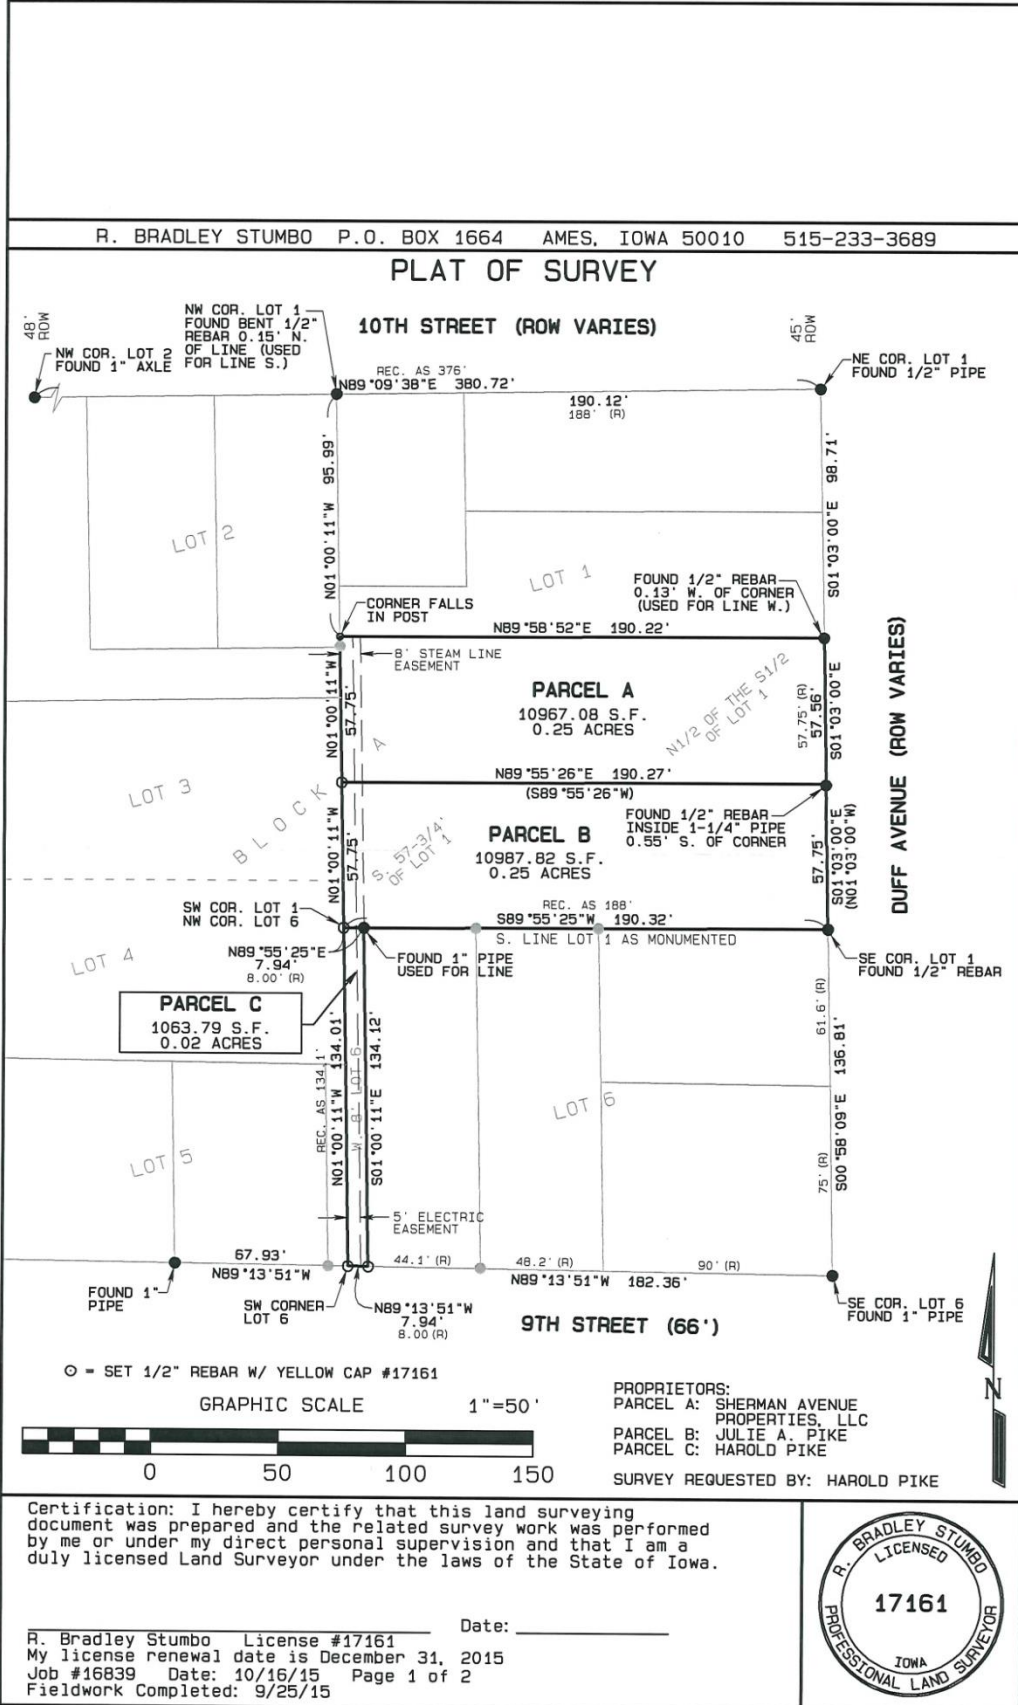 R. BRADLEY STUMBO P.O. BOX 1664 AMES, IOWA 50010 515-233-3689
PLAT OF SURVEY
10TH STREET (ROW VARIES)
48'
ROW
45'
ROW
NW COR. LOT 1
FOUND BENT 1/2"
REBAR 0.15' N.
OF LINE (USED
FOR LINE S.)
NW COR. LOT 2
FOUND 1" AXLE
NE COR. LOT 1
FOUND 1/2" PIPE
REC. AS 376'
N89°09'38"E 380.72'
190.12'
188' (R)
N01°00'11"W 95.99'
S01°03'00"E 98.71'
LOT 2
LOT 1
FOUND 1/2" REBAR
0.13' W. OF CORNER
(USED FOR LINE W.)
CORNER FALLS
IN POST
N89°58'52"E 190.22'
8' STEAM LINE
EASEMENT
PARCEL A
10967.08 S.F.
0.25 ACRES
N1/2 OF THE S1/2
OF LOT 1
N01°00'11"W
57.75'
57.75' (R)
57.56'
S01°03'00"E
DUFF AVENUE (ROW VARIES)
N89°55'26"E 190.27'
(S89°55'26"W)
LOT 3
BLOCK A
S. 57-3/4'
OF LOT 1
PARCEL B
10987.82 S.F.
0.25 ACRES
FOUND 1/2" REBAR
INSIDE 1-1/4" PIPE
0.55' S. OF CORNER
N01°00'11"W
57.75'
57.75'
S01°03'00"E
(N01°03'00"W)
SW COR. LOT 1
NW COR. LOT 6
REC. AS 188'
S89°55'25"W 190.32'
S. LINE LOT 1 AS MONUMENTED
N89°55'25"E
7.94'
8.00' (R)
FOUND 1" PIPE
USED FOR LINE
SE COR. LOT 1
FOUND 1/2" REBAR
LOT 4
PARCEL C
1063.79 S.F.
0.02 ACRES
REC. AS 134.1'
N01°00'11"W 134.01'
W. 8' LOT 6
S01°00'11"E 134.12'
61.6' (R)
75' (R)
S00°58'09"E 136.81'
LOT 6
LOT 5
5' ELECTRIC
EASEMENT
67.93'
N89°13'51"W
44.1' (R)
48.2' (R)
90' (R)
N89°13'51"W 182.36'
FOUND 1"
PIPE
SW CORNER
LOT 6
N89°13'51"W
7.94'
8.00 (R)
9TH STREET (66')
SE COR. LOT 6
FOUND 1" PIPE
= SET 1/2" REBAR W/ YELLOW CAP #17161
GRAPHIC SCALE 1"=50'
0 50 100 150
N
PROPRIETORS:
PARCEL A: SHERMAN AVENUE
PROPERTIES, LLC
PARCEL B: JULIE A. PIKE
PARCEL C: HAROLD PIKE
SURVEY REQUESTED BY: HAROLD PIKE
Certification: I hereby certify that this land surveying
document was prepared and the related survey work was performed
by me or under my direct personal supervision and that I am a
duly licensed Land Surveyor under the laws of the State of Iowa.
Date:
R. Bradley Stumbo License #17161
My license renewal date is December 31, 2015
Job #16839 Date: 10/16/15 Page 1 of 2
Fieldwork Completed: 9/25/15
R. BRADLEY STUMBO
LICENSED
17161
IOWA
PROFESSIONAL LAND SURVEYOR